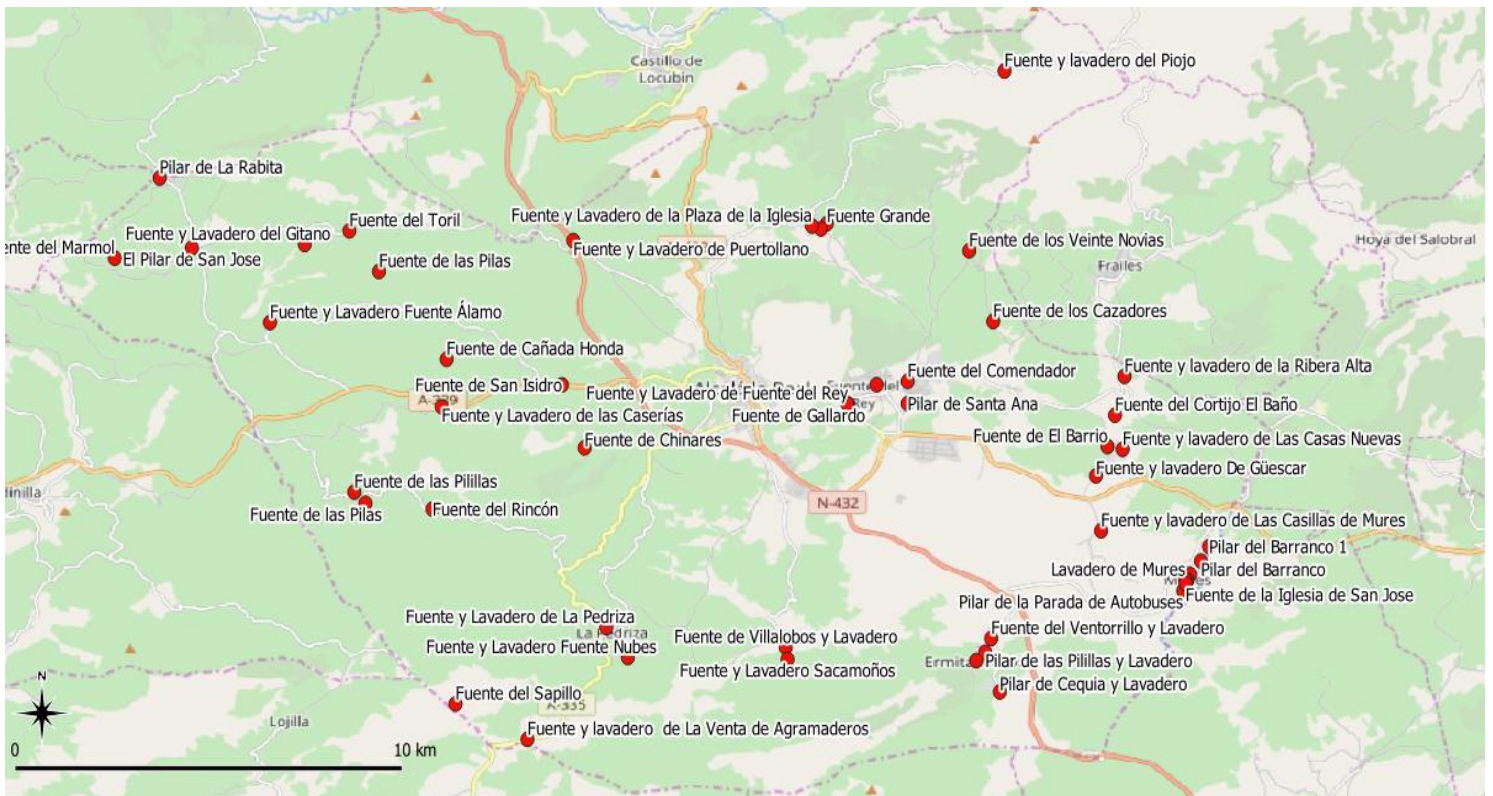 Castillo de
Locubín
Fuente y lavadero del Piojo
Pilar de La Rabita
Fuente del Toril
Fuente y Lavadero de la Plaza de la Iglesia
Fuente Grande
Fuente y Lavadero del Gitano
ente del Marmol
El Pilar de San Jose
Fuente y Lavadero de Puertollano
Fuente de los Veinte Novias
Hoya del Salobral
Frailes
Fuente de las Pilas
Fuente y Lavadero Fuente Álamo
Fuente de los Cazadores
Fuente de Cañada Honda
Fuente de San Isidro
Fuente del Comendador
Fuente y lavadero de la Ribera Alta
Fuente y Lavadero de Fuente del Rey
Fuente del
Rey
A-339
Fuente y Lavadero de las Caserías
Fuente de Gallardo
Pilar de Santa Ana
Fuente del Cortijo El Baño
Fuente de Chinares
Fuente de El Barrio
Fuente y lavadero de Las Casas Nuevas
Fuente y lavadero De Güescar
dinilla
Fuente de las Pilillas
Fuente de las Pilas
Fuente del Rincón
N-432
Fuente y lavadero de Las Casillas de Mures
Pilar del Barranco 1
Lavadero de Mures
Pilar del Barranco
Pilar de la Parada de Autobuses
Fuente de la Iglesia de San Jose
Fuente y Lavadero de La Pedriza
La Pedriza
Fuente y Lavadero Fuente Nubes
Fuente de Villalobos y Lavadero
Fuente y Lavadero Sacamoños
Fuente del Ventorrillo y Lavadero
Ermita
Pilar de las Pilillas y Lavadero
Pilar de Cequia y Lavadero
N
Lojilla
Fuente del Sapillo
A-335
Fuente y lavadero de La Venta de Agramaderos
0
10 km